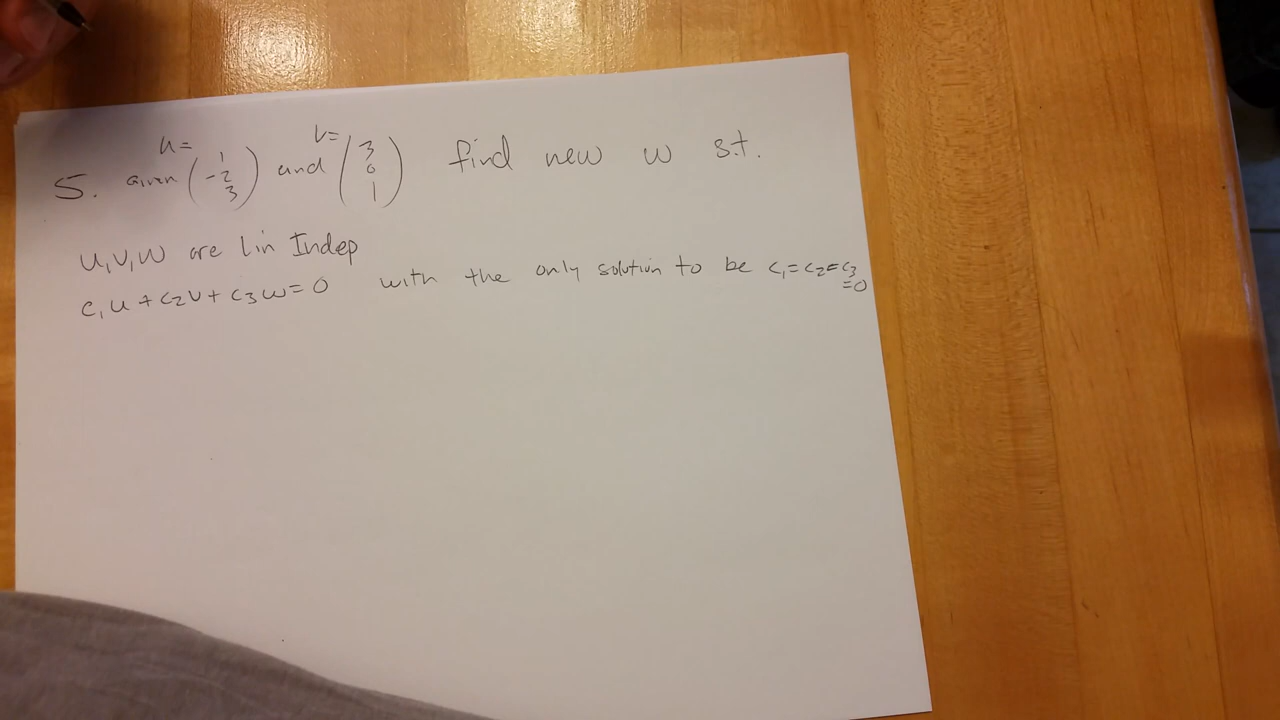 u= v=
5. Given (1 -2 3) and (3 0 1) find new w s.t.
u,v,w are lin Indep
c₁u + c₂v + c₃w = 0 with the only solution to be c₁=c₂=c₃
=0